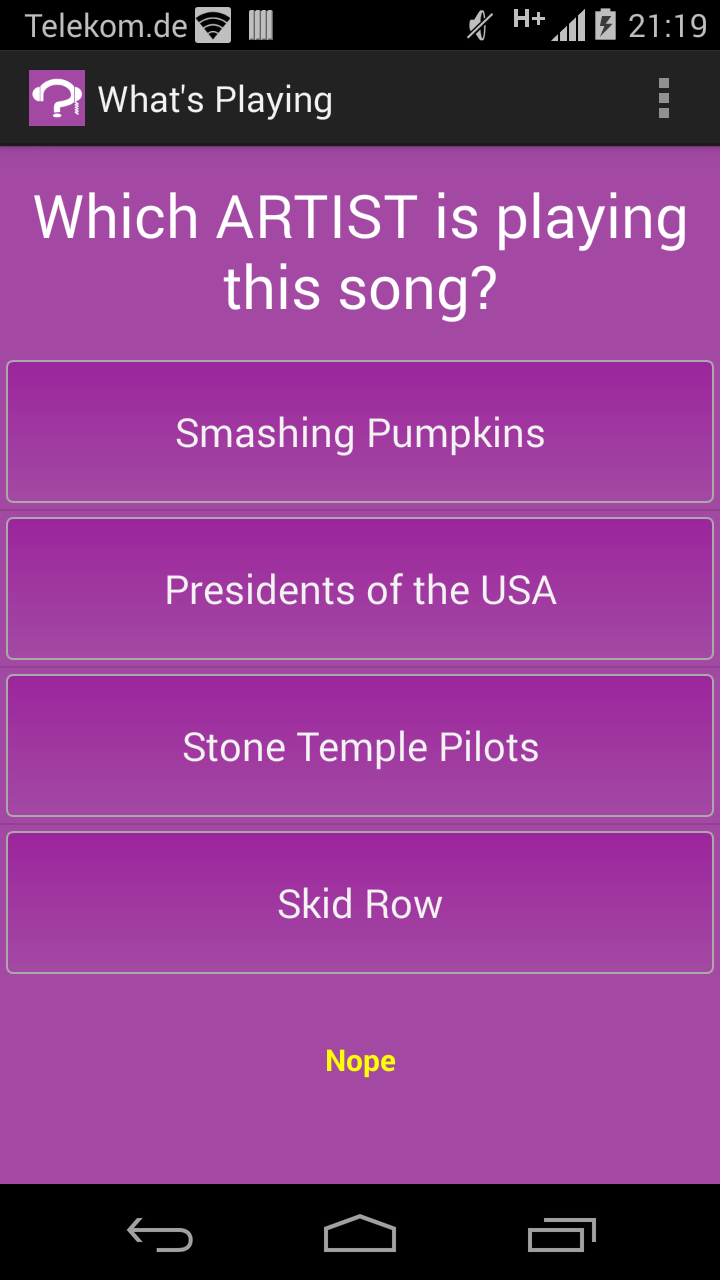 Telekom.de H+ 21:19
What's Playing
Which ARTIST is playing
this song?
Smashing Pumpkins
Presidents of the USA
Stone Temple Pilots
Skid Row
Nope